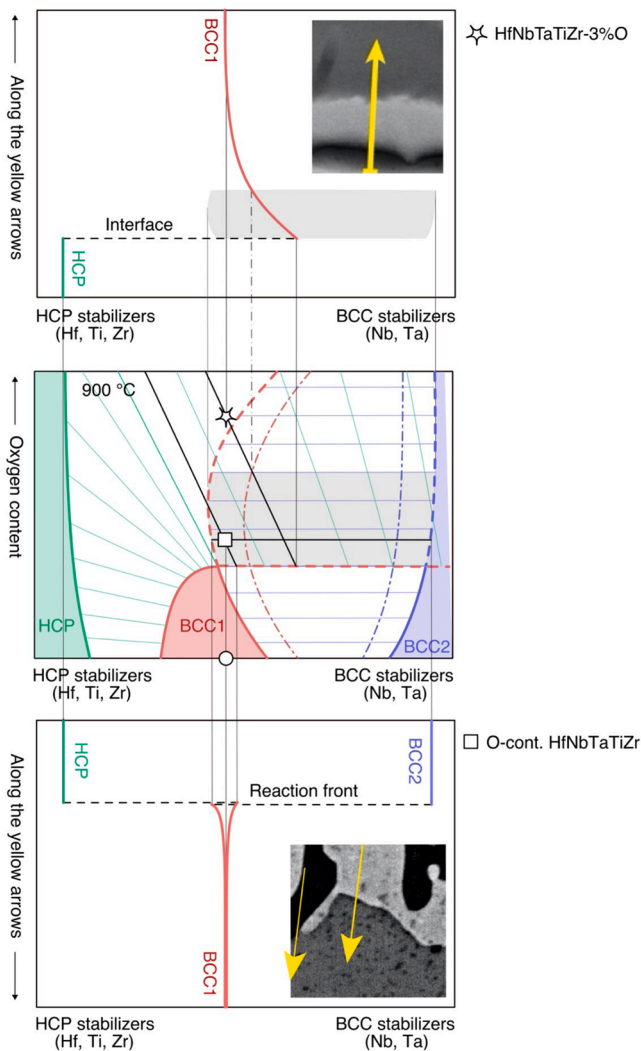 HfNbTaTiZr-3%O
BCC1
Along the yellow arrows
Interface
HCP
HCP stabilizers
(Hf, Ti, Zr)
BCC stabilizers
(Nb, Ta)
900 °C
Oxygen content
HCP
BCC1
BCC2
HCP stabilizers
(Hf, Ti, Zr)
BCC stabilizers
(Nb, Ta)
O-cont. HfNbTaTiZr
HCP
BCC2
Reaction front
Along the yellow arrows
BCC1
HCP stabilizers
(Hf, Ti, Zr)
BCC stabilizers
(Nb, Ta)